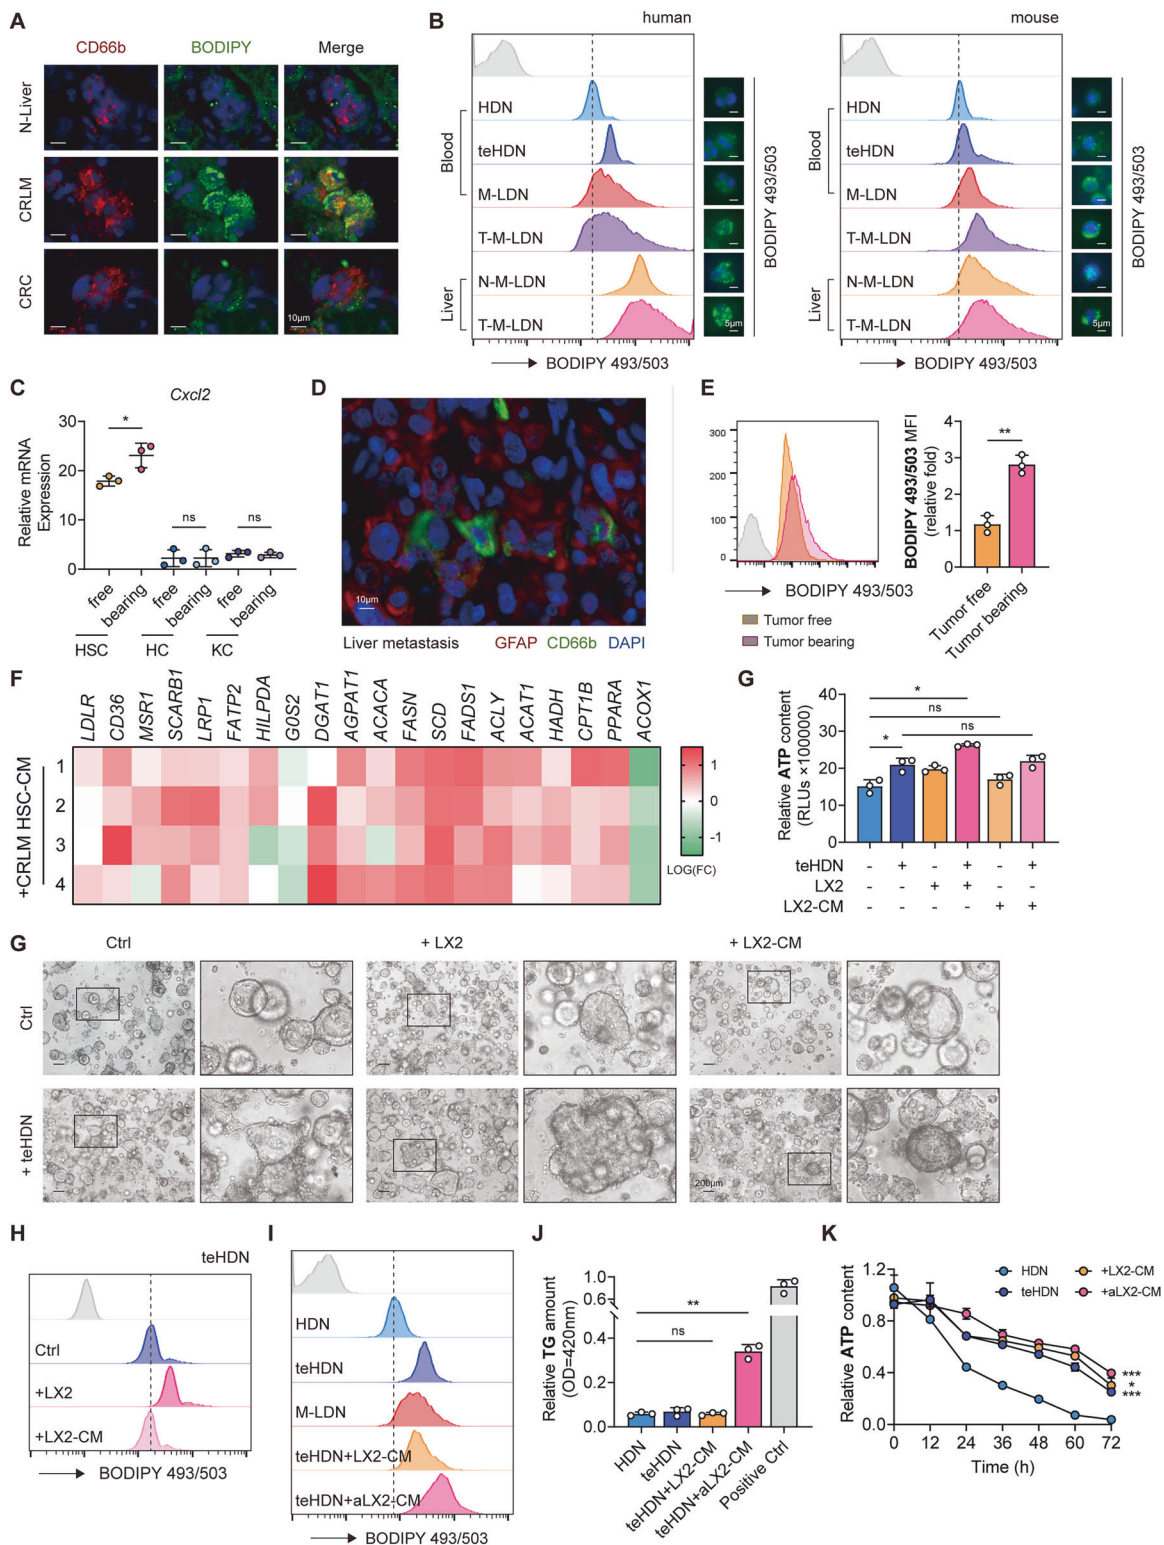 A
CD66b
BODIPY
Merge
N-Liver
CRLM
CRC
10μm
B
human
mouse
HDN
teHDN
M-LDN
T-M-LDN
N-M-LDN
T-M-LDN
Blood
Liver
5μm
BODIPY 493/503
BODIPY 493/503
HDN
teHDN
M-LDN
T-M-LDN
N-M-LDN
T-M-LDN
Blood
Liver
5μm
BODIPY 493/503
BODIPY 493/503
C
Cxcl2
Relative mRNA
Expression
30
20
10
0
*
ns
ns
free
bearing
free
bearing
free
bearing
HSC
HC
KC
D
10μm
Liver metastasis
GFAP
CD66b
DAPI
E
300
200
100
0
BODIPY 493/503
Tumor free
Tumor bearing
BODIPY 493/503 MFI
(relative fold)
4
3
2
1
0
**
Tumor free
Tumor bearing
F
LDLR
CD36
MSR1
SCARB1
LRP1
FATP2
HILPDA
G0S2
DGAT1
AGPAT1
ACACA
FASN
SCD
FADS1
ACLY
ACAT1
HADH
CPT1B
PPARA
ACOX1
+CRLM HSC-CM
1
2
3
4
1
0
-1
LOG(FC)
G
Relative ATP content
(RLUs ×100000)
40
30
20
10
0
*
ns
ns
*
teHDN - + - + - +
LX2 - - + + - -
LX2-CM - - - - + +
G
Ctrl
+ LX2
+ LX2-CM
Ctrl
+ teHDN
200μm
H
teHDN
Ctrl
+LX2
+LX2-CM
BODIPY 493/503
I
HDN
teHDN
M-LDN
teHDN+LX2-CM
teHDN+aLX2-CM
BODIPY 493/503
J
Relative TG amount
(OD=420nm)
1.0
0.6
0.4
0.2
0.0
**
ns
HDN
teHDN
teHDN+LX2-CM
teHDN+aLX2-CM
Positive Ctrl
K
Relative ATP content
1.2
0.8
0.4
0.0
HDN
teHDN
+LX2-CM
+aLX2-CM
***
*
***
0 12 24 36 48 60 72
Time (h)